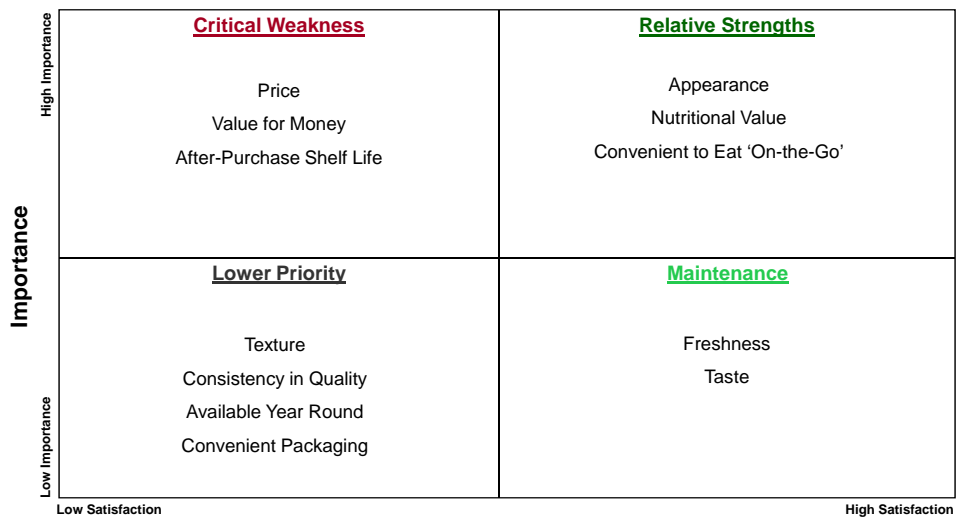 High Importance
Critical Weakness
Price
Value for Money
After-Purchase Shelf Life
Relative Strengths
Appearance
Nutritional Value
Convenient to Eat ‘On-the-Go’
Importance
Lower Priority
Texture
Consistency in Quality
Available Year Round
Convenient Packaging
Maintenance
Freshness
Taste
Low Importance
Low Satisfaction
High Satisfaction